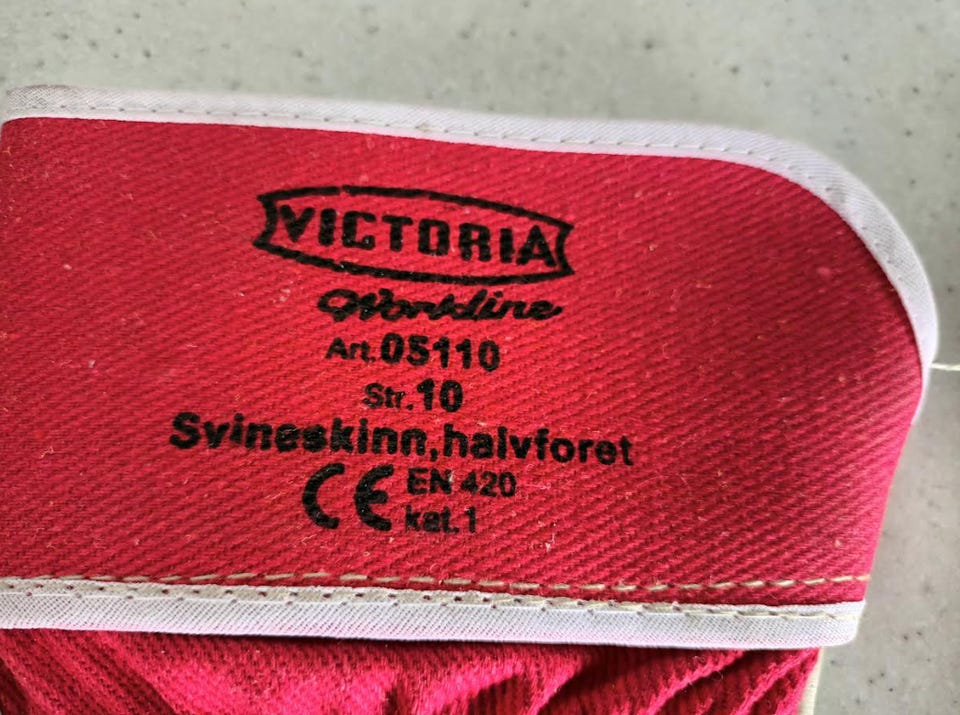 VICTORIA
Workline
Art.05110
Str.10
Svineskinn,halvforet
CE EN 420
kat.1